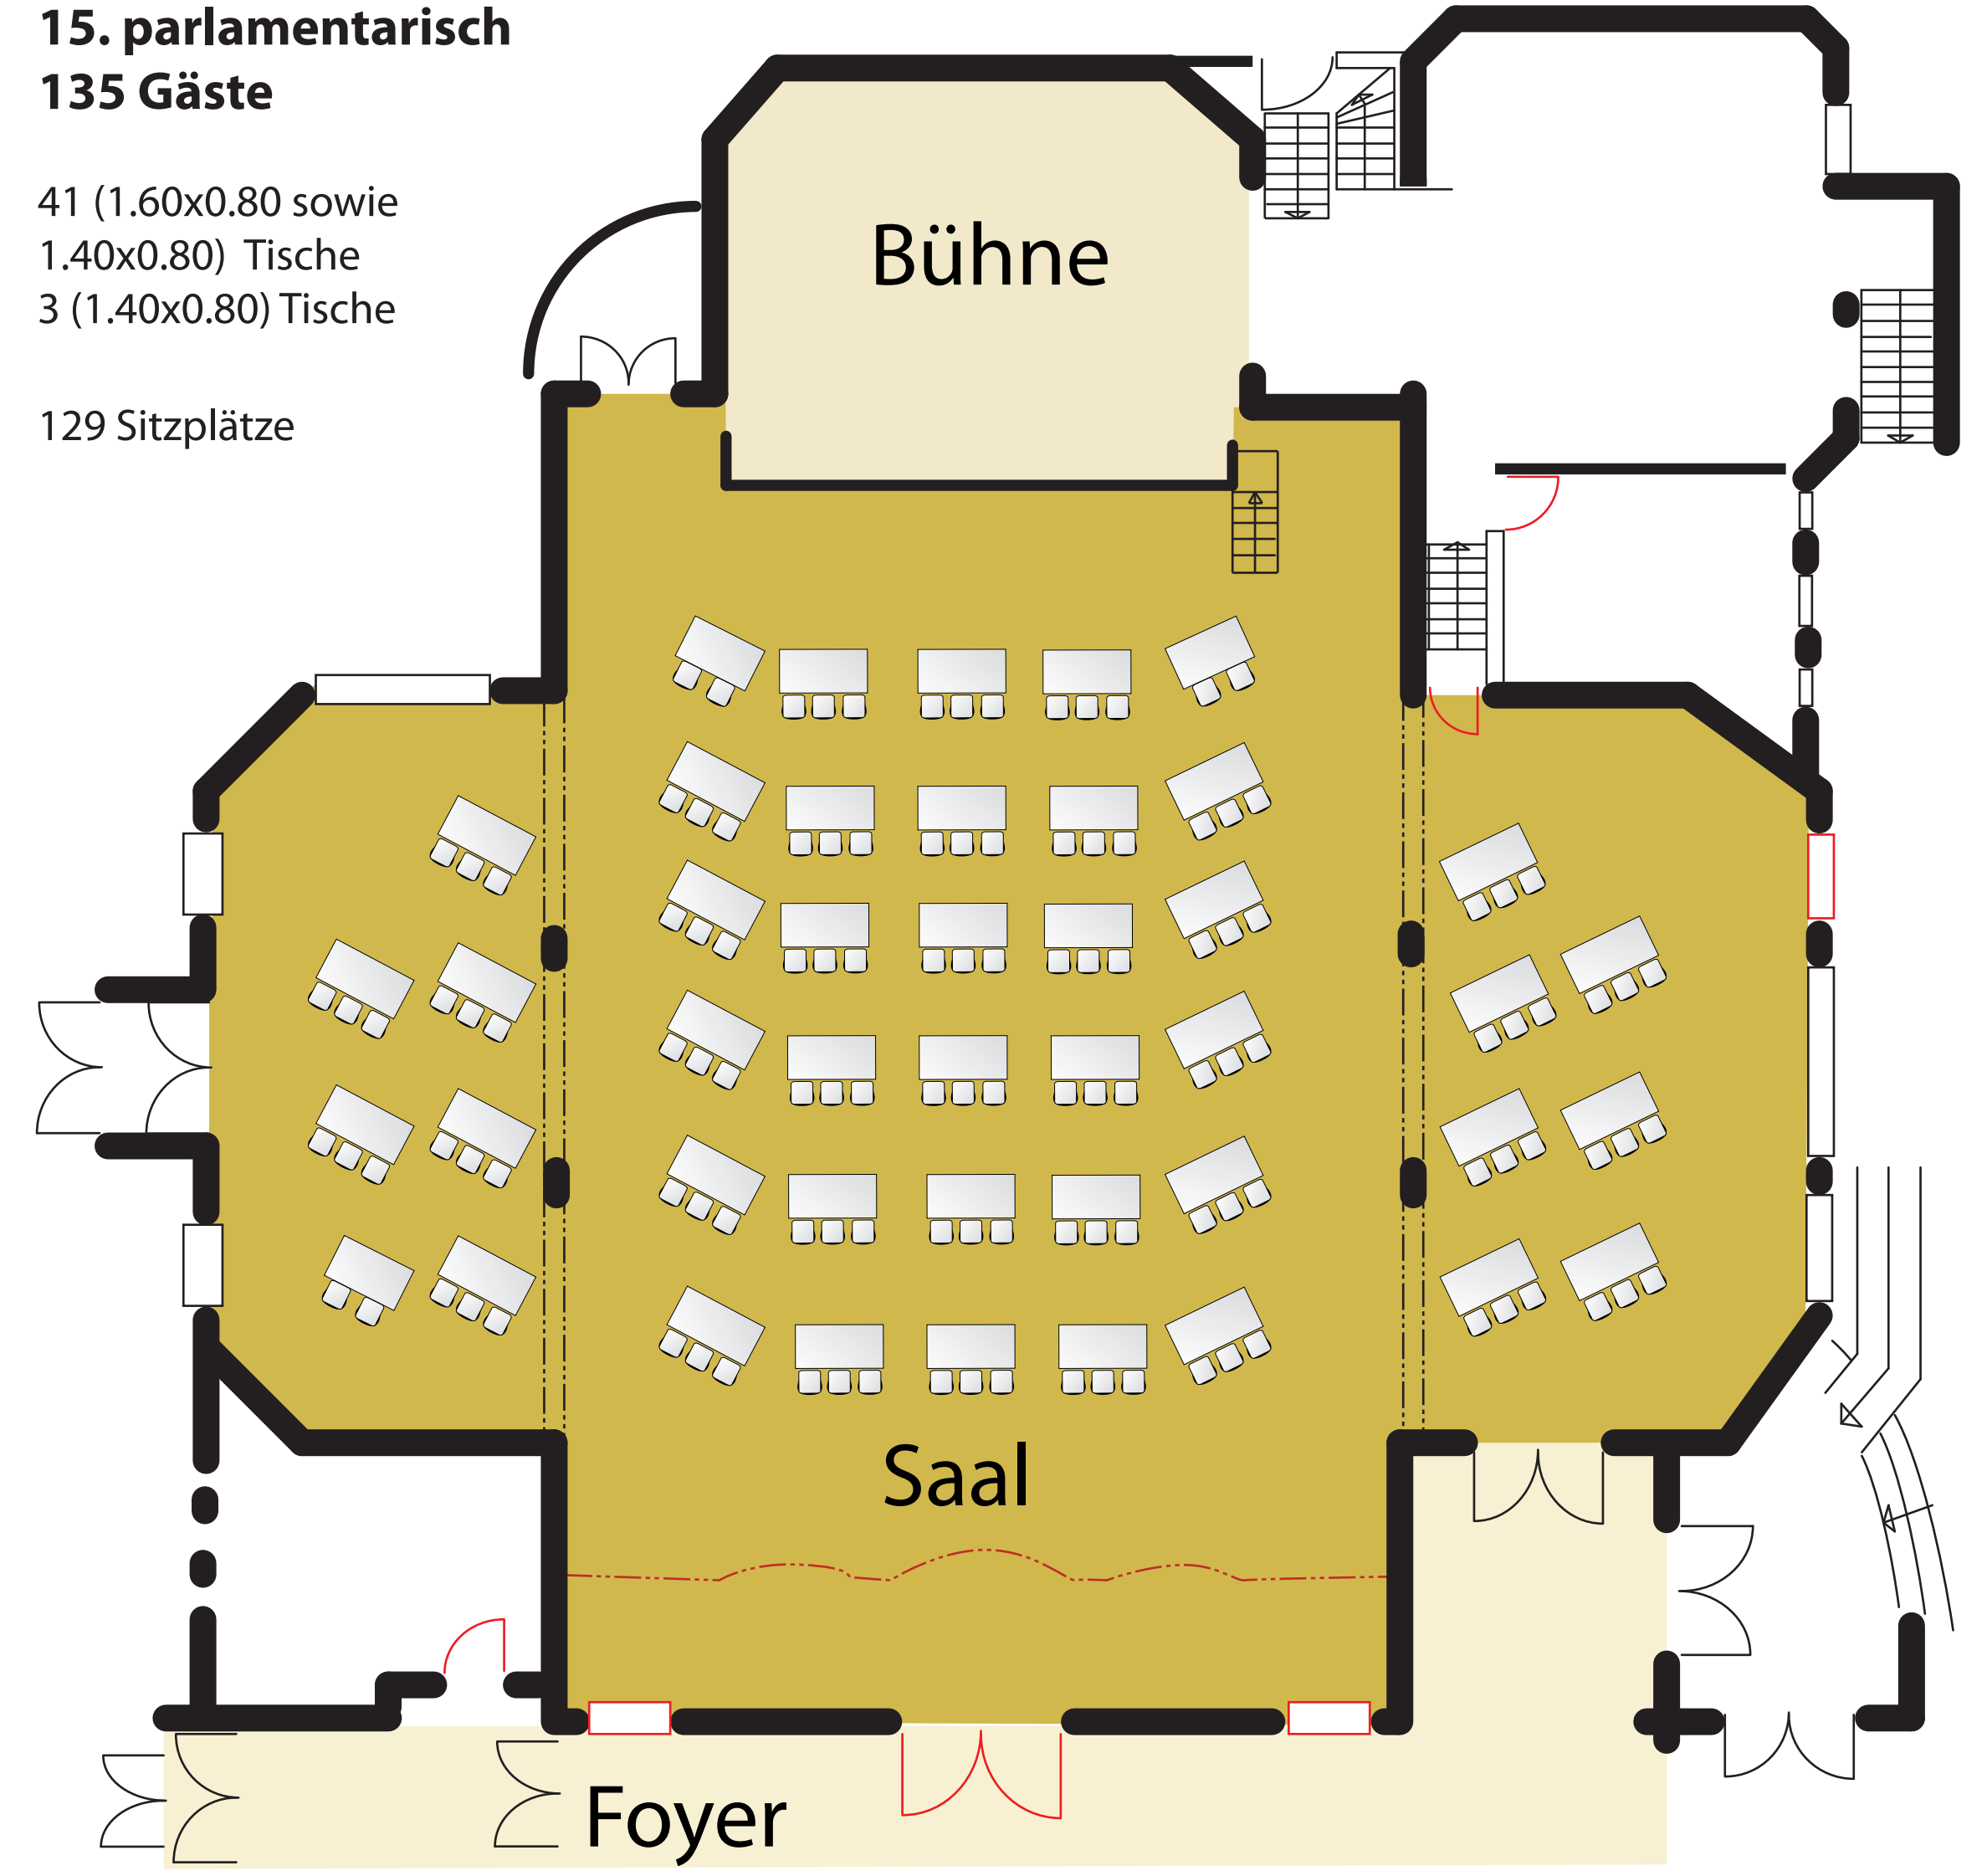 15. parlamentarisch
135 Gäste
41 (1.60x0.80 sowie
1.40x0.80) Tische
3 (1.40x0.80) Tische
129 Sitzplätze
Bühne
Saal
Foyer